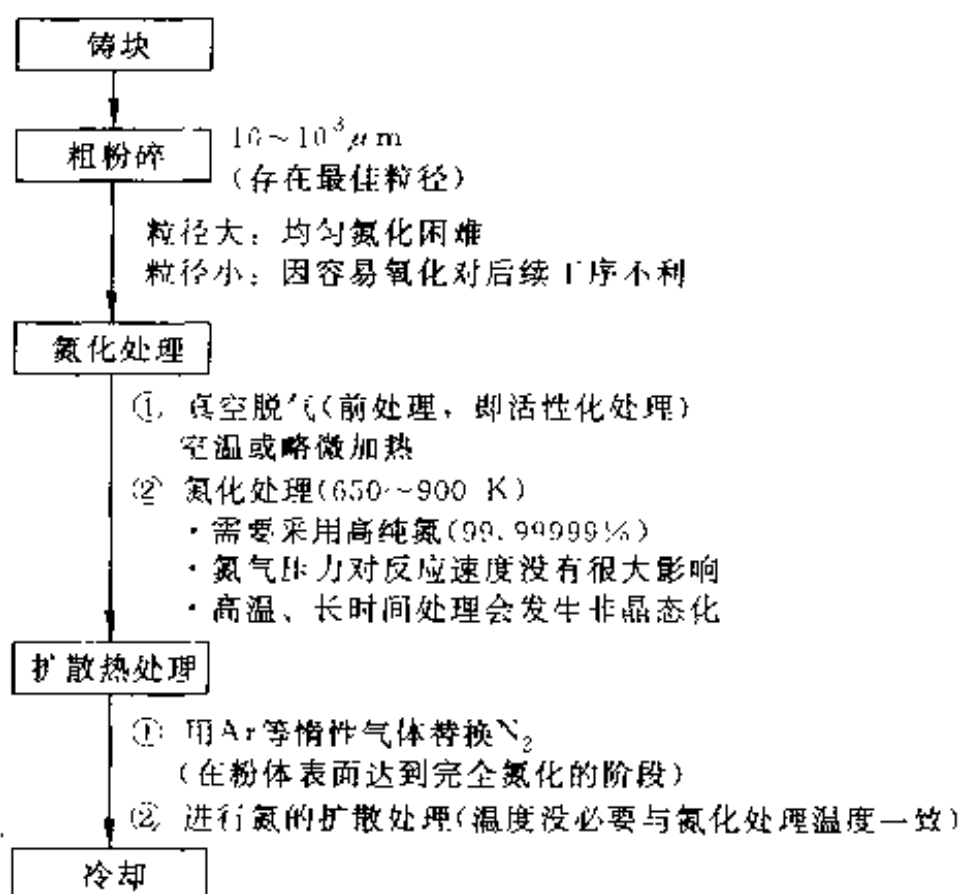 铸块
粗粉碎
10～10³μm
(存在最佳粒径)
粒径大：均匀氮化困难
粒径小：因容易氧化对后续工序不利
氮化处理
① 真空脱气(前处理，即活性化处理)
室温或略微加热
② 氮化处理(650～900 K)
·需要采用高纯氮(99.99999%)
·氮气压力对反应速度没有很大影响
·高温、长时间处理会发生非晶态化
扩散热处理
① 用Ar等惰性气体替换N₂
(在粉体表面达到完全氮化的阶段)
② 进行氮的扩散处理(温度没必要与氮化处理温度一致)
冷却